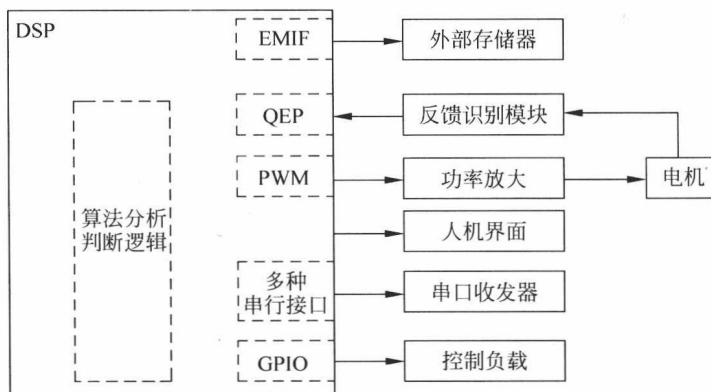 DSP
EMIF
外部存储器
QEP
反馈识别模块
PWM
功率放大
电机
算法分析
判断逻辑
人机界面
多种
串行接口
串口收发器
GPIO
控制负载